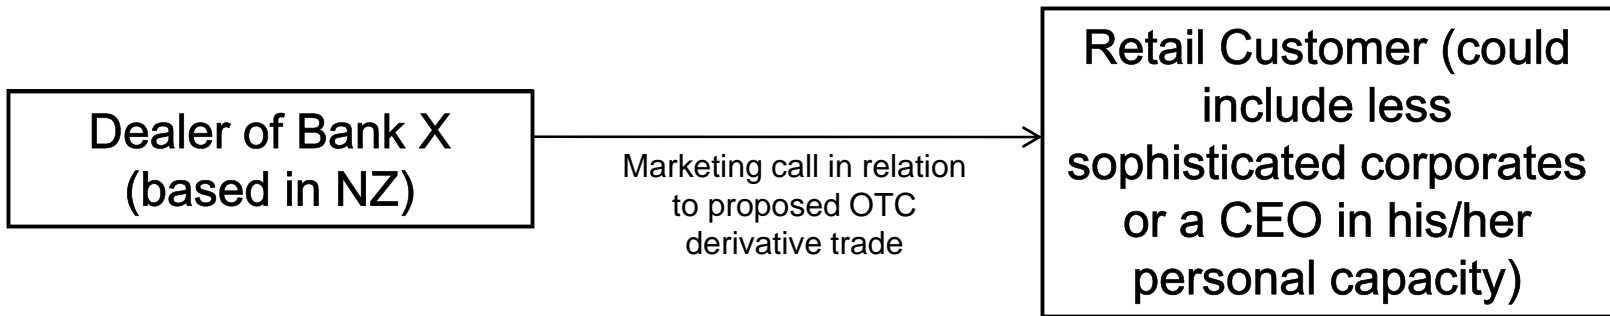 Dealer of Bank X
(based in NZ)
Marketing call in relation
to proposed OTC
derivative trade
Retail Customer (could
include less
sophisticated corporates
or a CEO in his/her
personal capacity)